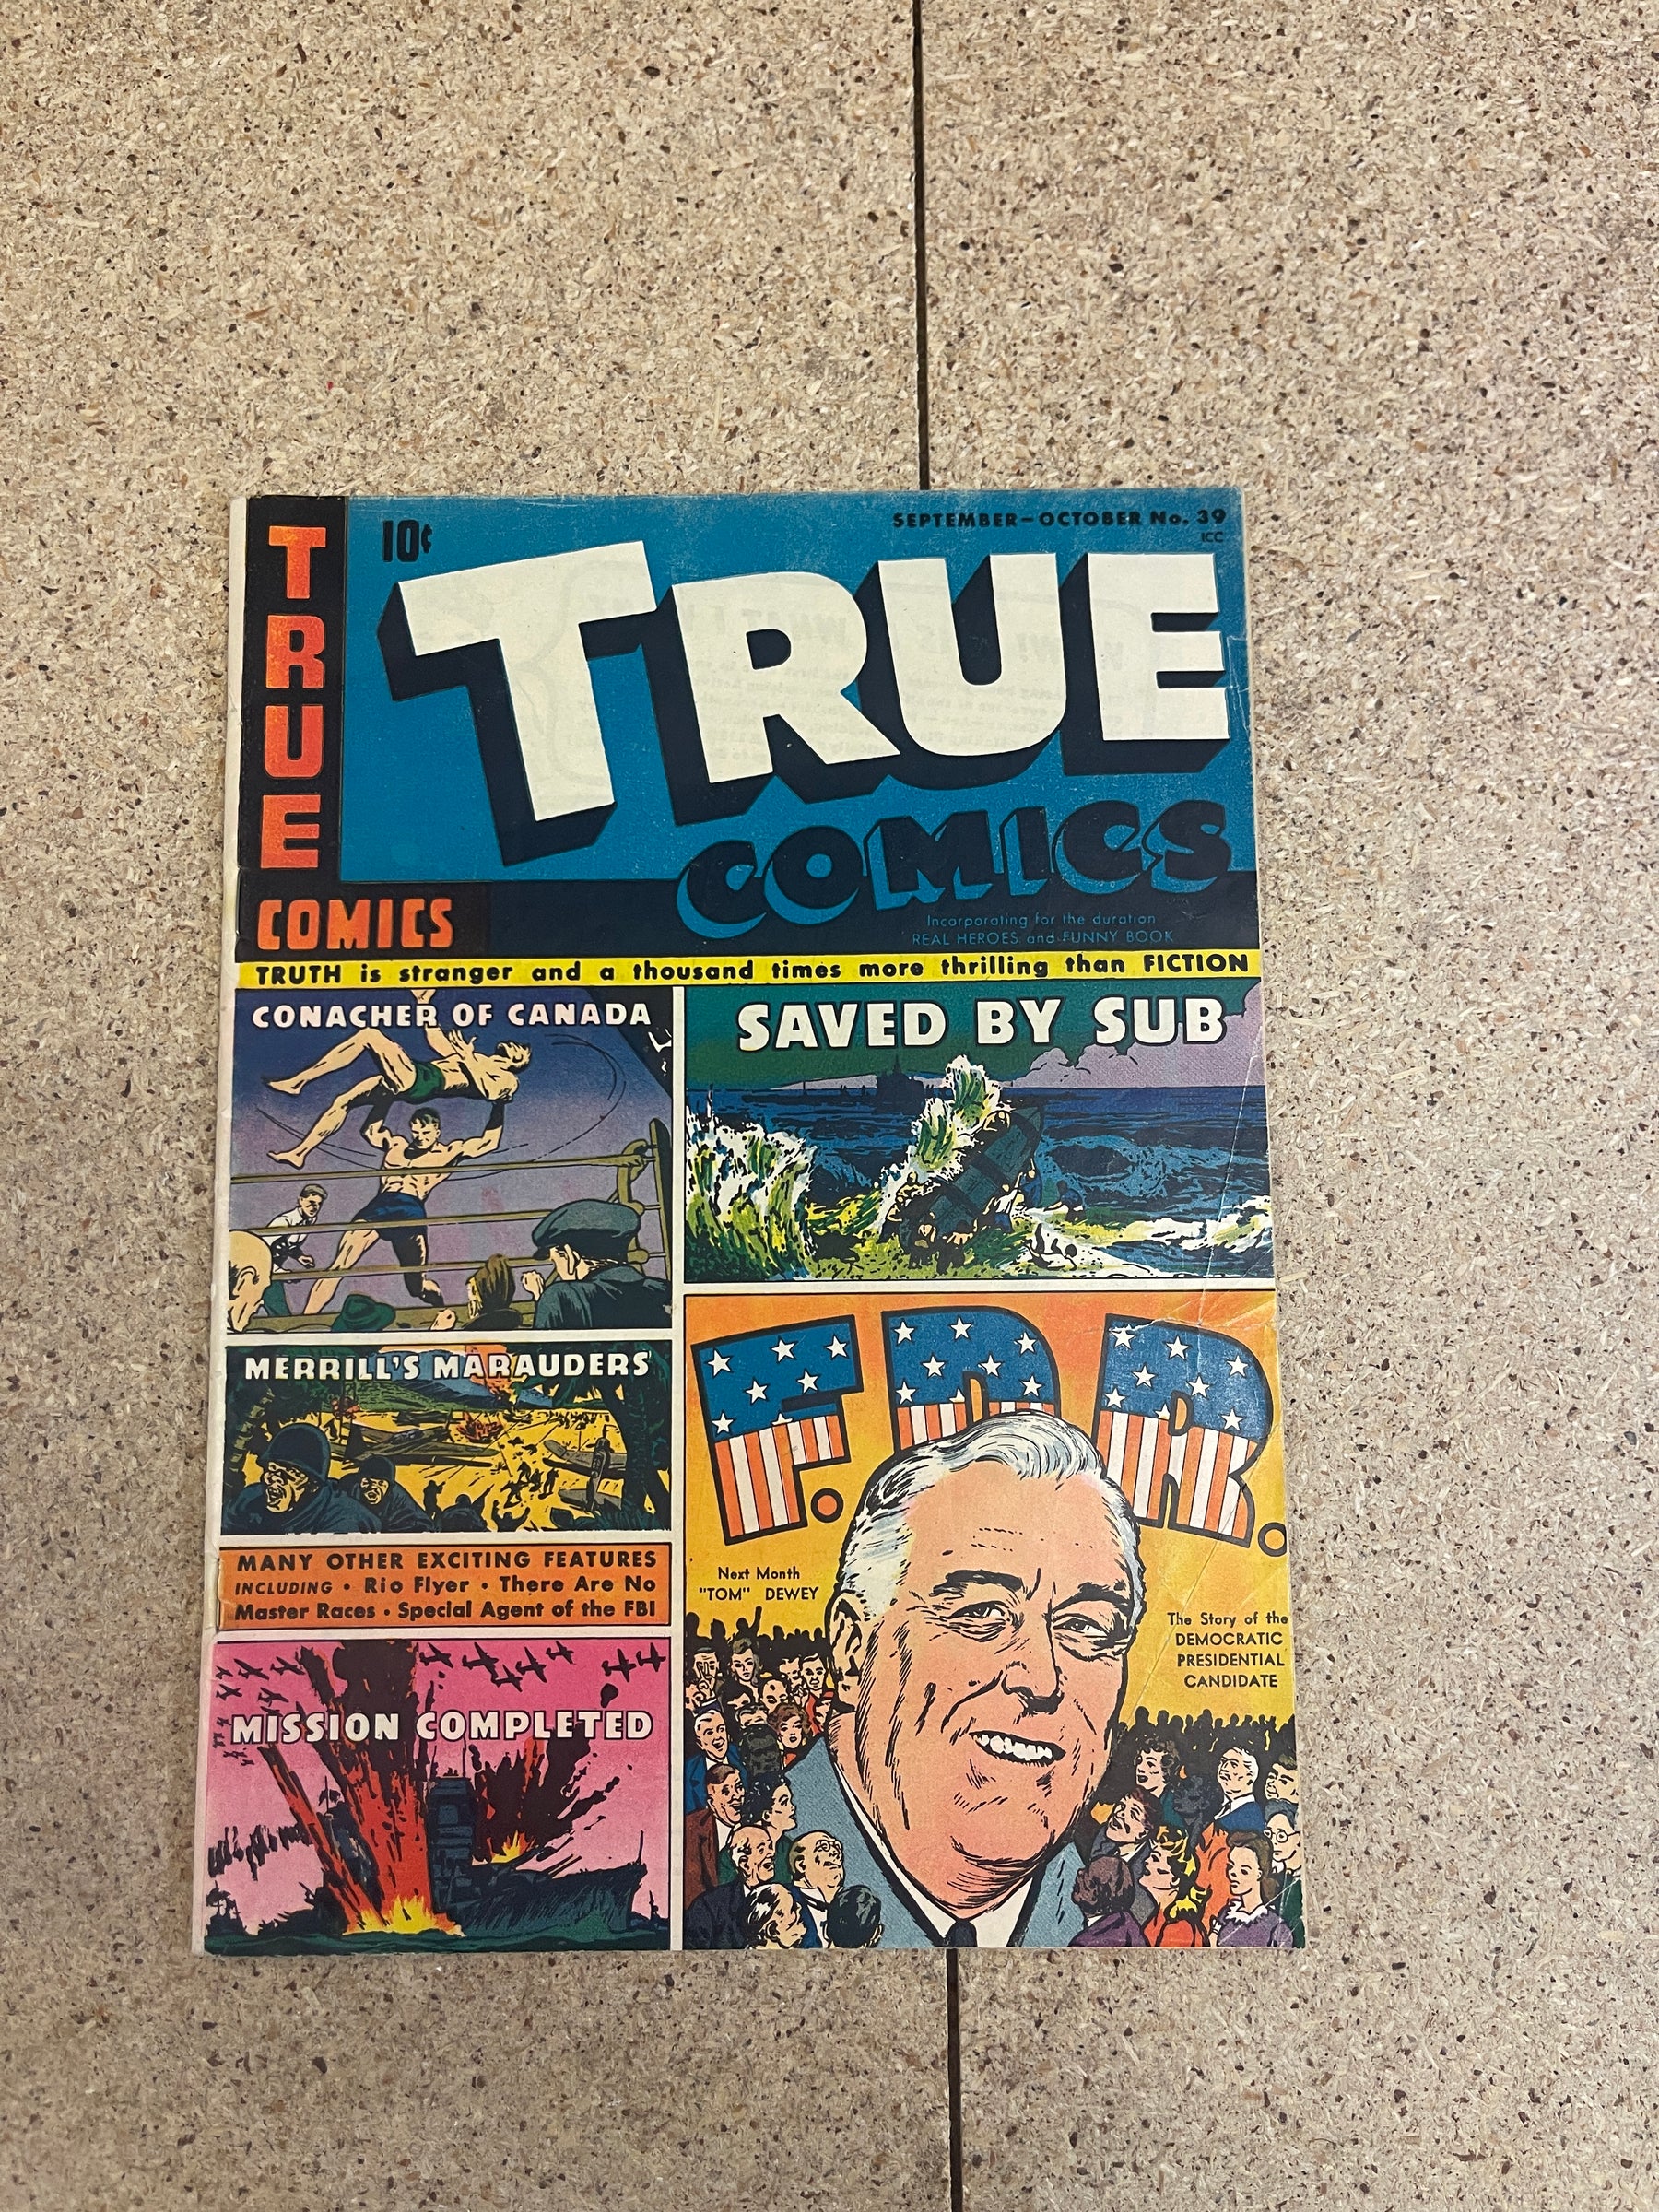 10¢
SEPTEMBER–OCTOBER No. 39
ICC
TRUE
COMICS
TRUE
COMICS
Incorporating for the duration
REAL HEROES and FUNNY BOOK
TRUTH is stranger and a thousand times more thrilling than FICTION
CONACHER OF CANADA
SAVED BY SUB
MERRILL'S MARAUDERS
MANY OTHER EXCITING FEATURES
INCLUDING • Rio Flyer • There Are No
Master Races • Special Agent of the FBI
MISSION COMPLETED
F.D.R.
Next Month
"TOM" DEWEY
The Story of the
DEMOCRATIC
PRESIDENTIAL
CANDIDATE